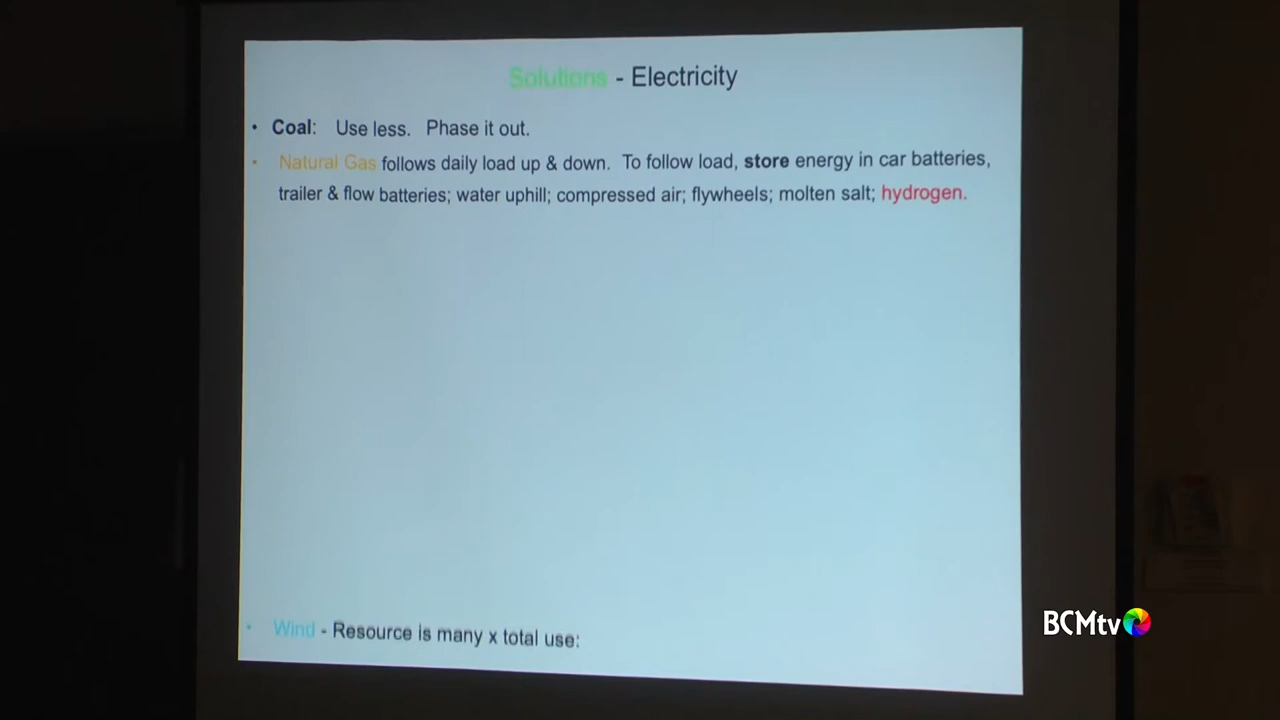 Solutions - Electricity
• Coal: Use less. Phase it out.
• Natural Gas follows daily load up & down. To follow load, store energy in car batteries,
trailer & flow batteries; water uphill; compressed air; flywheels; molten salt; hydrogen.
• Wind - Resource is many x total use:
BCMtv